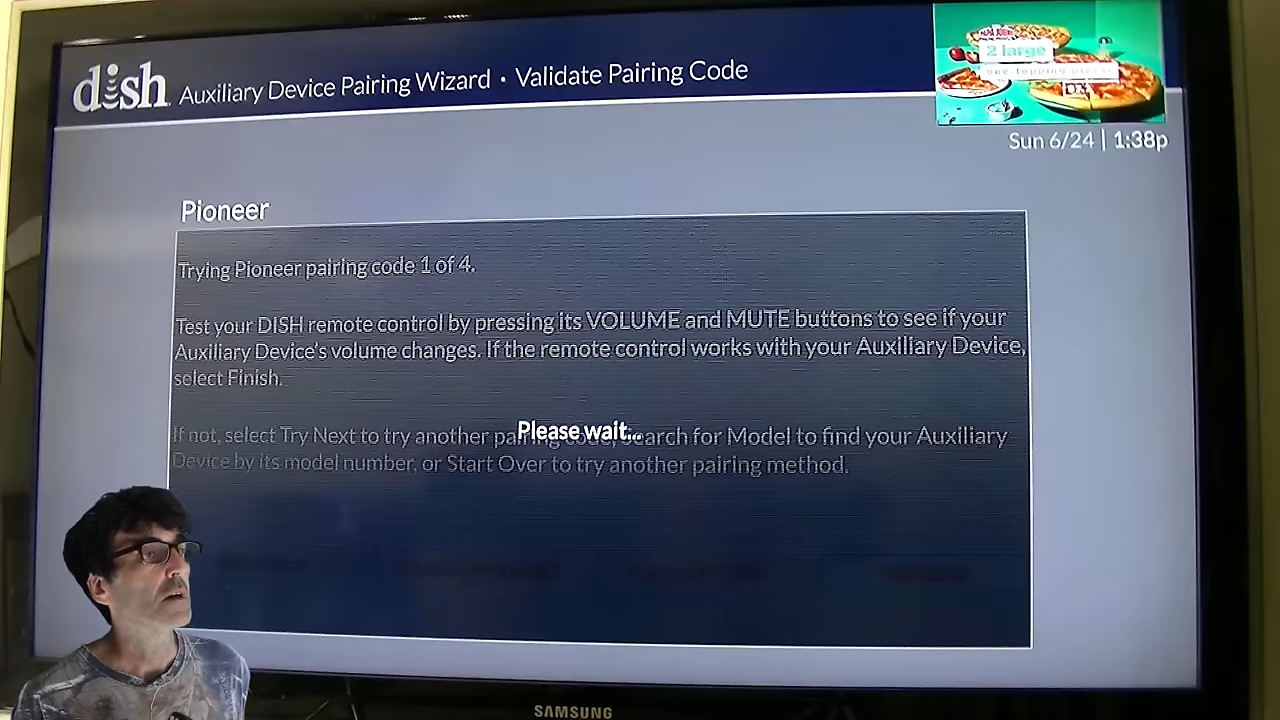 dish Auxiliary Device Pairing Wizard • Validate Pairing Code
2 large
one-topping pizzas
Sun 6/24 | 1:38p
Pioneer
Trying Pioneer pairing code 1 of 4.
Test your DISH remote control by pressing its VOLUME and MUTE buttons to see if your
Auxiliary Device's volume changes. If the remote control works with your Auxiliary Device,
select Finish.
Please wait...
If not, select Try Next to try another pairing code, Search for Model to find your Auxiliary
Device by its model number, or Start Over to try another pairing method.
SAMSUNG